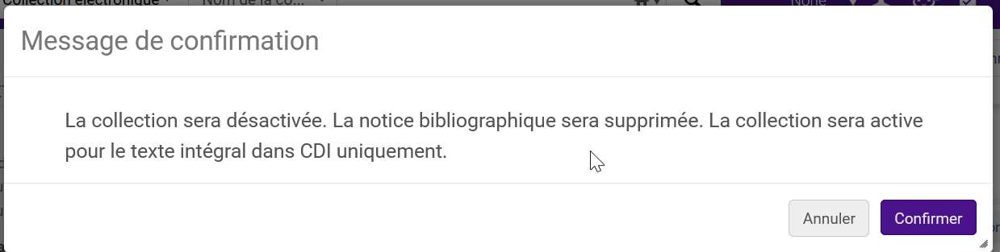 Collection électronique Nom de la co... None
Message de confirmation
La collection sera désactivée. La notice bibliographique sera supprimée. La collection sera active
pour le texte intégral dans CDI uniquement.
Annuler Confirmer